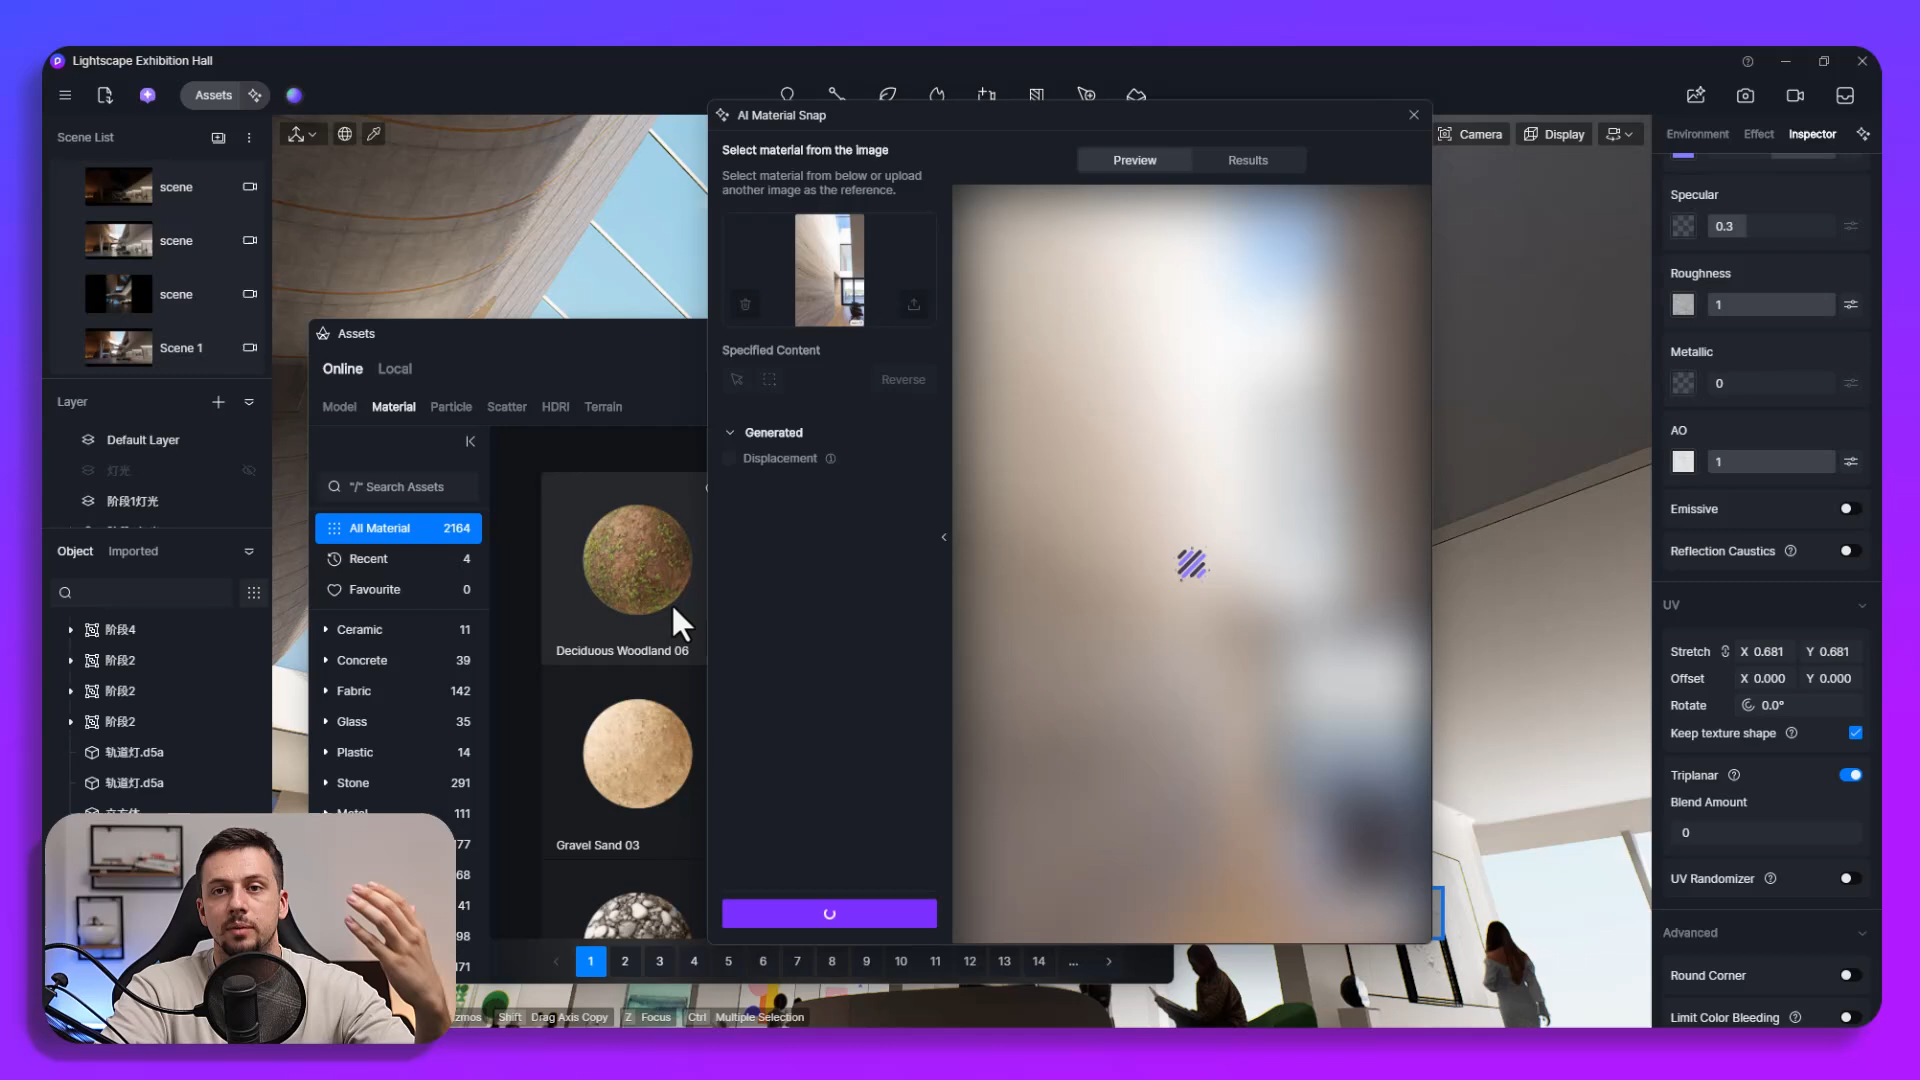 Lightscape Exhibition Hall
Assets
Scene List
scene
scene
scene
Scene 1
Layer
Default Layer
灯光
阶段1灯光
Object
Imported
阶段4
阶段2
阶段2
阶段2
轨道灯.d5a
轨道灯.d5a
立方体
Assets
Online
Local
Model
Material
Particle
Scatter
HDRI
Terrain
"/" Search Assets
All Material 2164
Recent 4
Favourite 0
Ceramic 11
Concrete 39
Fabric 142
Glass 35
Plastic 14
Stone 291
Metal 111
77
68
41
98
171
Deciduous Woodland 06
Gravel Sand 03
1 2 3 4 5 6 7 8 9 10 11 12 13 14 ...
Shift Drag Axis Copy Z Focus Ctrl Multiple Selection
AI Material Snap
Select material from the image
Select material from below or upload
another image as the reference.
Specified Content
Reverse
Generated
Displacement
Preview
Results
Camera
Display
Environment
Effect
Inspector
Specular
0.3
Roughness
1
Metallic
0
AO
1
Emissive
Reflection Caustics
UV
Stretch X 0.681 Y 0.681
Offset X 0.000 Y 0.000
Rotate 0.0°
Keep texture shape
Triplanar
Blend Amount
0
UV Randomizer
Advanced
Round Corner
Limit Color Bleeding